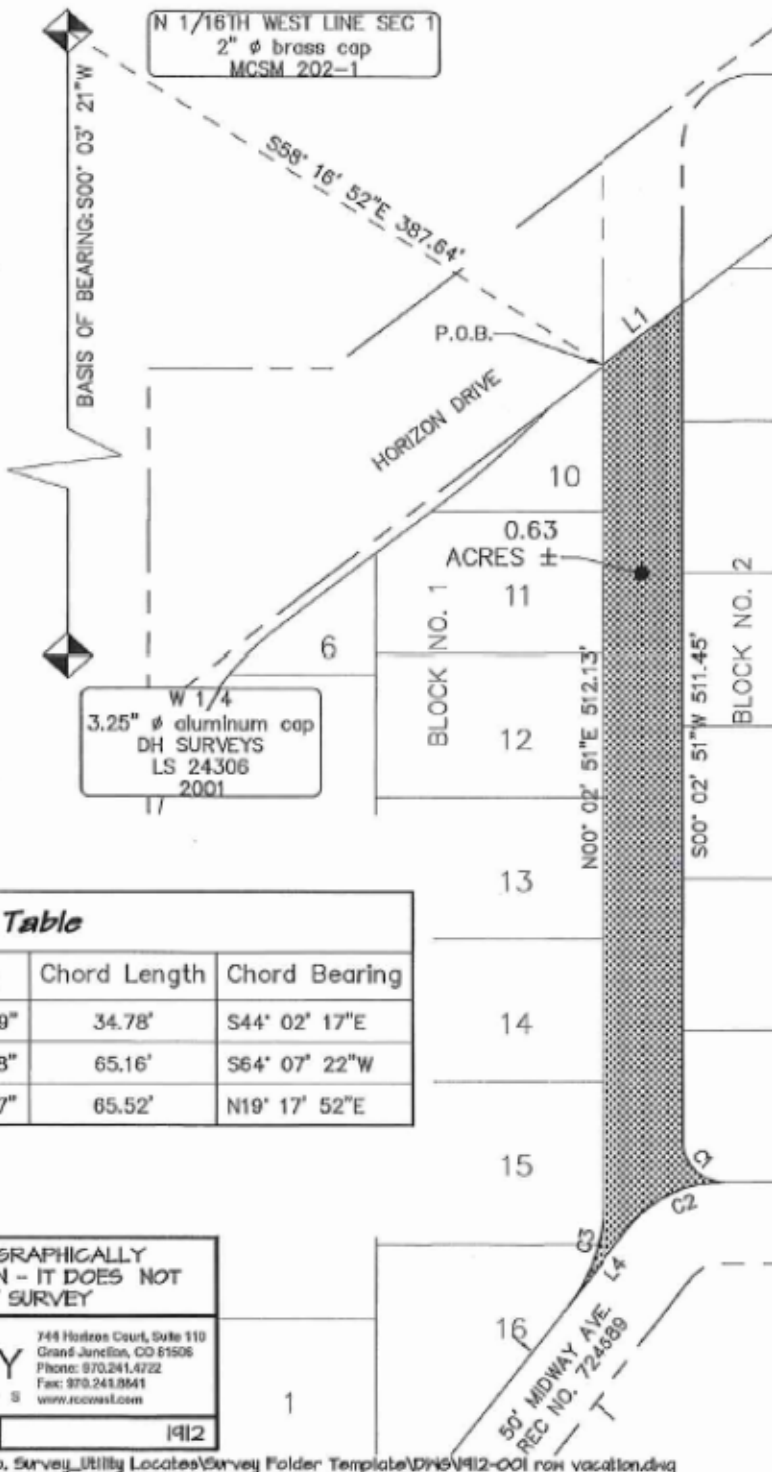 N 1/16TH WEST LINE SEC 1
2" ø brass cap
MCSM 202-1
BASIS OF BEARING: S00° 03' 21"W
S58° 16' 52"E 387.64'
P.O.B.
L1
HORIZON DRIVE
10
0.63
ACRES ±
11
BLOCK NO. 1
BLOCK NO. 2
6
W 1/4
3.25" ø aluminum cap
DH SURVEYS
LS 24306
2001
12
N00° 02' 51"E 512.13'
S00° 02' 51"W 511.45'
13
Table
Chord Length Chord Bearing
9" 34.78' S44° 02' 17"E
8" 65.16' S64° 07' 22"W
7" 65.52' N19° 17' 52"E
14
15
C1
C2
C3
L4
GRAPHICALLY
N - IT DOES NOT
SURVEY
Y
S
744 Horizon Court, Suite 110
Grand Junction, CO 81506
Phone: 970.241.4722
Fax: 970.241.8841
www.rccwest.com
1912
16
1
50' MIDWAY AVE.
REC NO. 724589
o. Survey_Utility Locates\Survey Folder Template\DWG\1912-001 row vacation.dwg